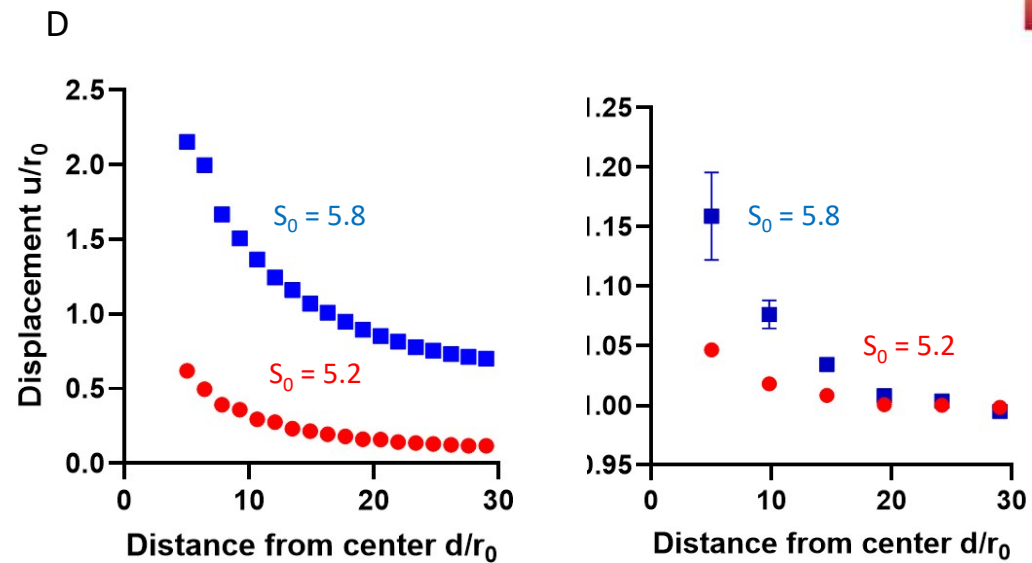 D
2.5
2.0
1.5
1.0
0.5
0.0
0
10
20
30
Displacement u/r0
Distance from center d/r0
S0 = 5.8
S0 = 5.2
.25
.20
.15
.10
.05
.00
.95
0
10
20
30
Distance from center d/r0
S0 = 5.8
S0 = 5.2